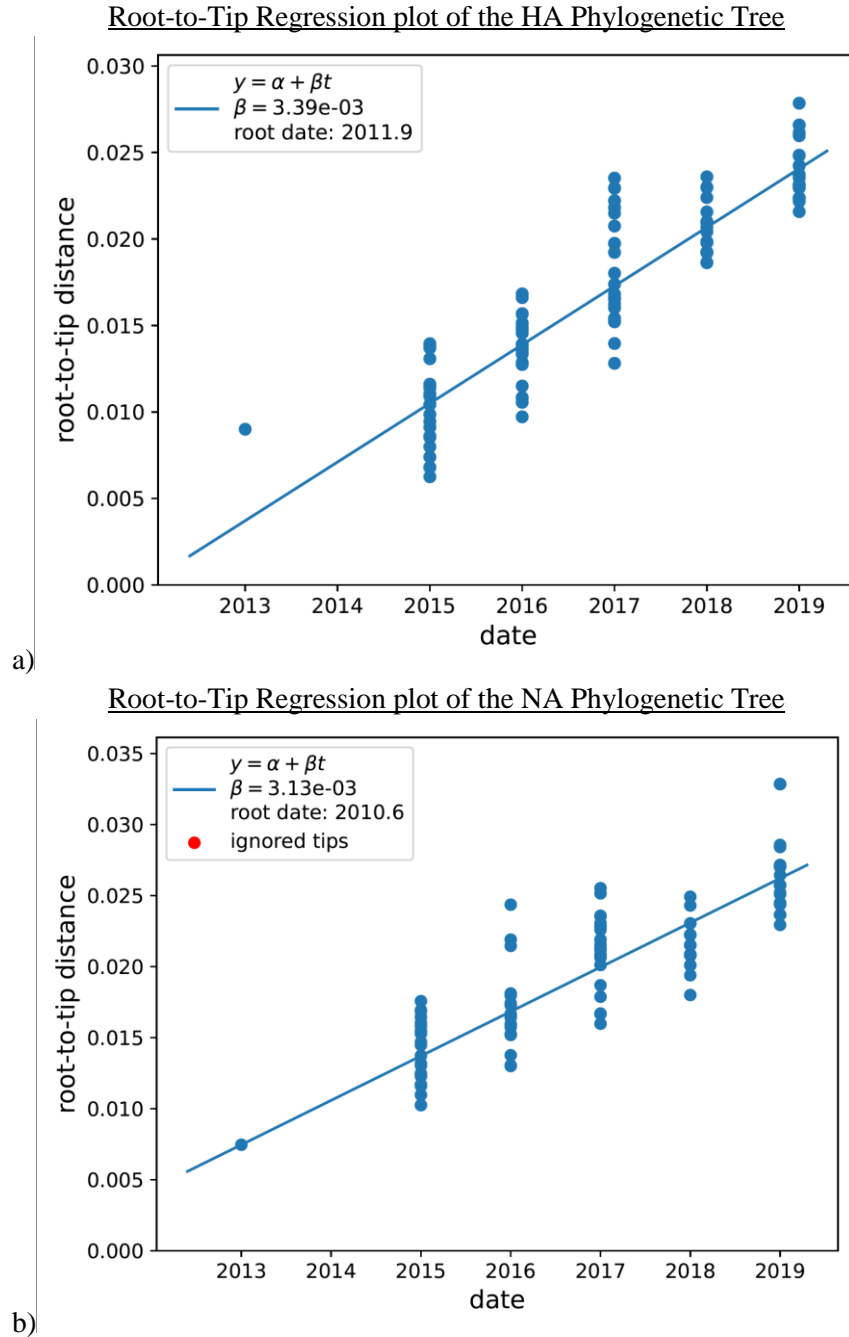 Root-to-Tip Regression plot of the HA Phylogenetic Tree
y = α + βt
β = 3.39e-03
root date: 2011.9
0.030
0.025
0.020
0.015
0.010
0.005
0.000
root-to-tip distance
2013 2014 2015 2016 2017 2018 2019
date
a)
Root-to-Tip Regression plot of the NA Phylogenetic Tree
y = α + βt
β = 3.13e-03
root date: 2010.6
ignored tips
0.035
0.030
0.025
0.020
0.015
0.010
0.005
0.000
root-to-tip distance
2013 2014 2015 2016 2017 2018 2019
date
b)